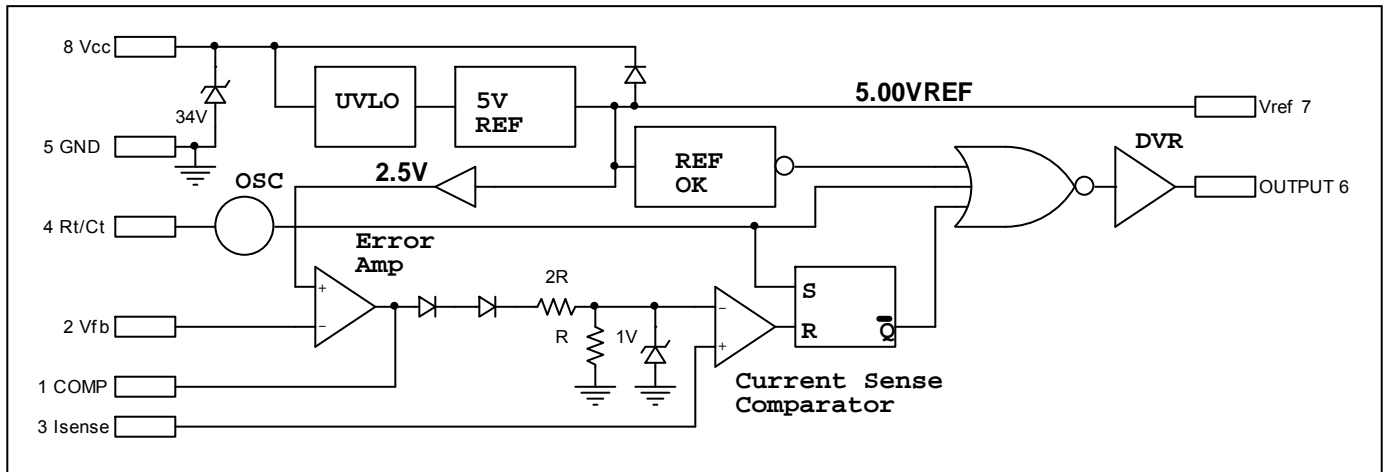 8 Vcc
34V
5 GND
UVLO
5V
REF
5.00VREF
Vref 7
REF
OK
DVR
OUTPUT 6
2.5V
OSC
4 Rt/Ct
Error
Amp
+
−
2 Vfb
1 COMP
3 Isense
2R
R
1V
−
+
Current Sense
Comparator
S
R
Q̅